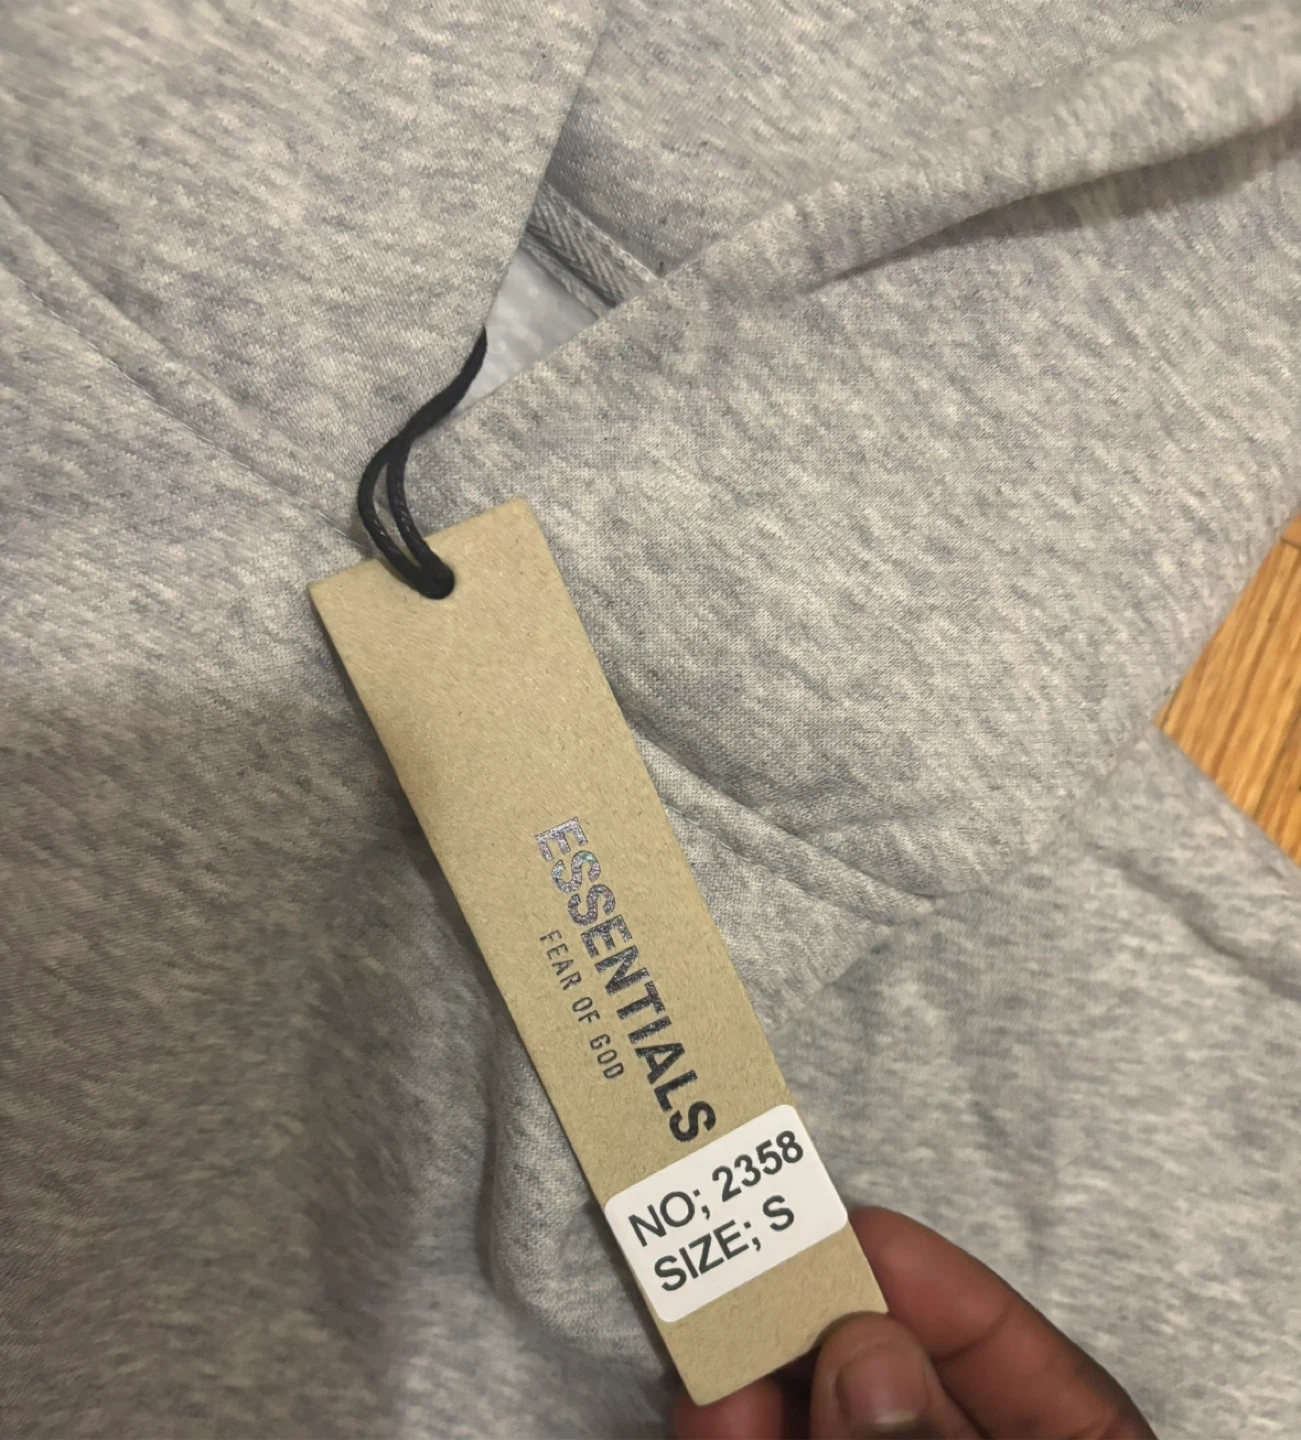 ESSENTIALS
FEAR OF GOD
NO; 2358
SIZE; S